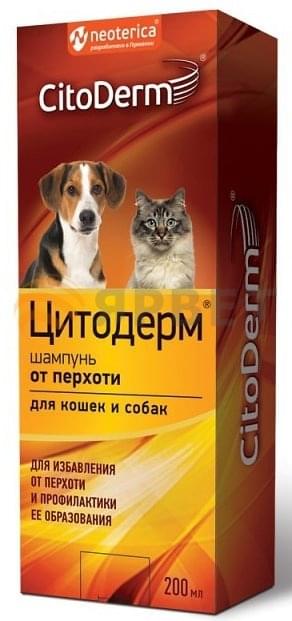 neoterica®
разработано в Германии
CitoDerm®
ЯРВЕТ
Цитодерм®
шампунь
от перхоти
для кошек и собак
ДЛЯ ИЗБАВЛЕНИЯ
ОТ ПЕРХОТИ
И ПРОФИЛАКТИКИ
ЕЕ ОБРАЗОВАНИЯ
200 мл
CitoDerm®